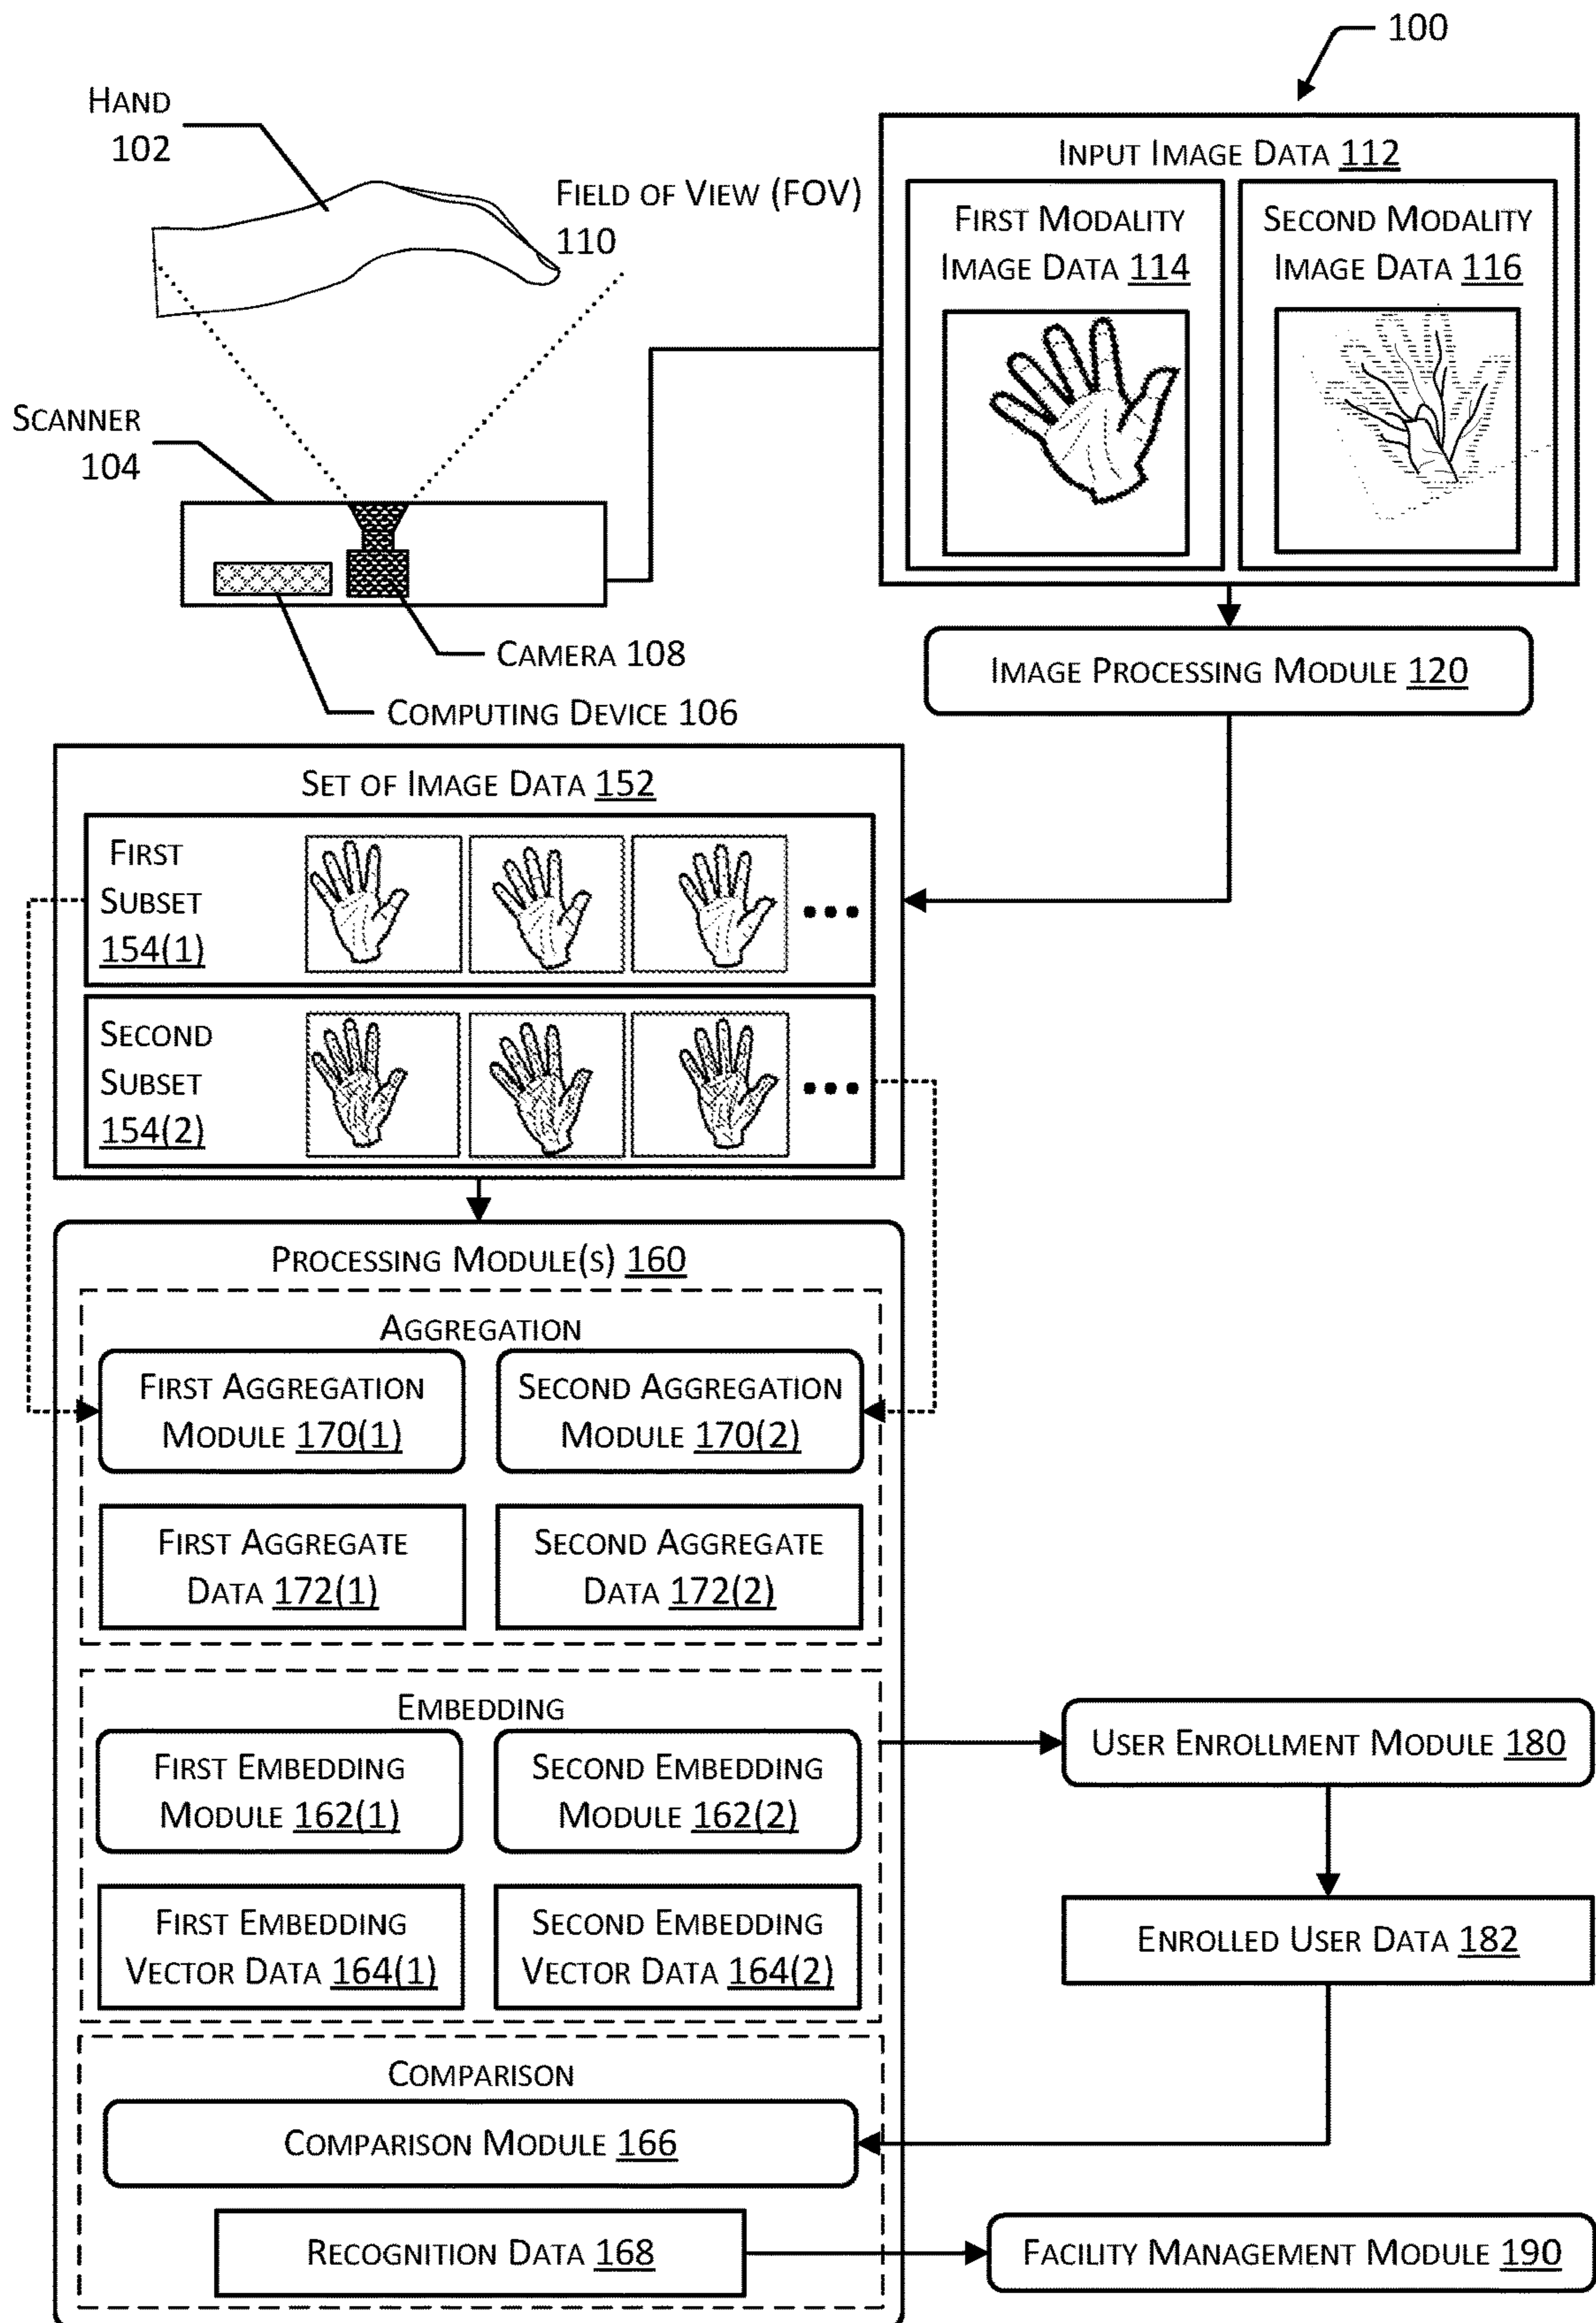 100
HAND
102
FIELD OF VIEW (FOV)
110
SCANNER
104
CAMERA 108
COMPUTING DEVICE 106
INPUT IMAGE DATA 112
FIRST MODALITY
IMAGE DATA 114
SECOND MODALITY
IMAGE DATA 116
IMAGE PROCESSING MODULE 120
SET OF IMAGE DATA 152
FIRST
SUBSET
154(1)
SECOND
SUBSET
154(2)
PROCESSING MODULE(S) 160
AGGREGATION
FIRST AGGREGATION
MODULE 170(1)
SECOND AGGREGATION
MODULE 170(2)
FIRST AGGREGATE
DATA 172(1)
SECOND AGGREGATE
DATA 172(2)
EMBEDDING
FIRST EMBEDDING
MODULE 162(1)
SECOND EMBEDDING
MODULE 162(2)
FIRST EMBEDDING
VECTOR DATA 164(1)
SECOND EMBEDDING
VECTOR DATA 164(2)
USER ENROLLMENT MODULE 180
ENROLLED USER DATA 182
COMPARISON
COMPARISON MODULE 166
RECOGNITION DATA 168
FACILITY MANAGEMENT MODULE 190